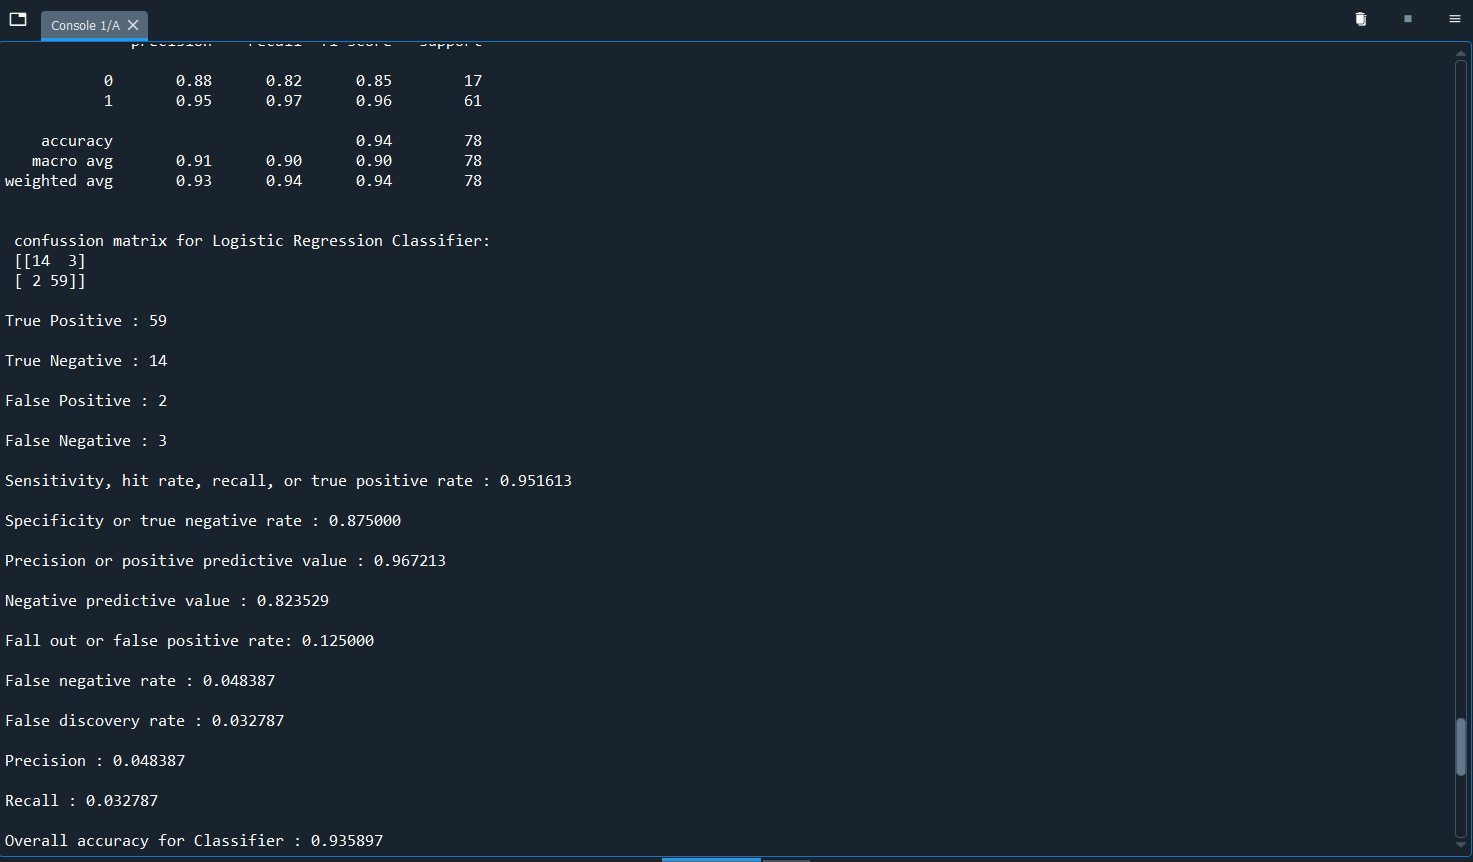 Console 1/A
precision recall f1-score support
0 0.88 0.82 0.85 17
1 0.95 0.97 0.96 61
accuracy 0.94 78
macro avg 0.91 0.90 0.90 78
weighted avg 0.93 0.94 0.94 78
confussion matrix for Logistic Regression Classifier:
[[14 3]
[ 2 59]]
True Positive : 59
True Negative : 14
False Positive : 2
False Negative : 3
Sensitivity, hit rate, recall, or true positive rate : 0.951613
Specificity or true negative rate : 0.875000
Precision or positive predictive value : 0.967213
Negative predictive value : 0.823529
Fall out or false positive rate: 0.125000
False negative rate : 0.048387
False discovery rate : 0.032787
Precision : 0.048387
Recall : 0.032787
Overall accuracy for Classifier : 0.935897